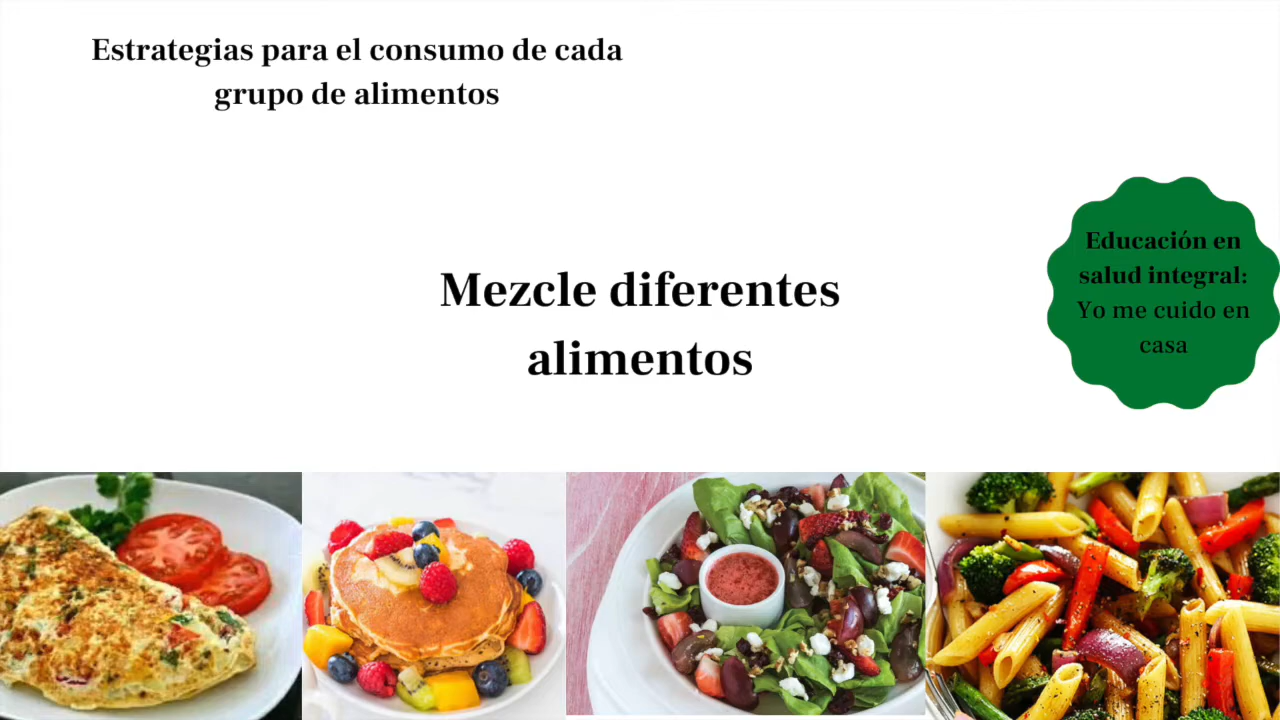 Estrategias para el consumo de cada
grupo de alimentos
Mezcle diferentes
alimentos
Educación en
salud integral:
Yo me cuido en
casa